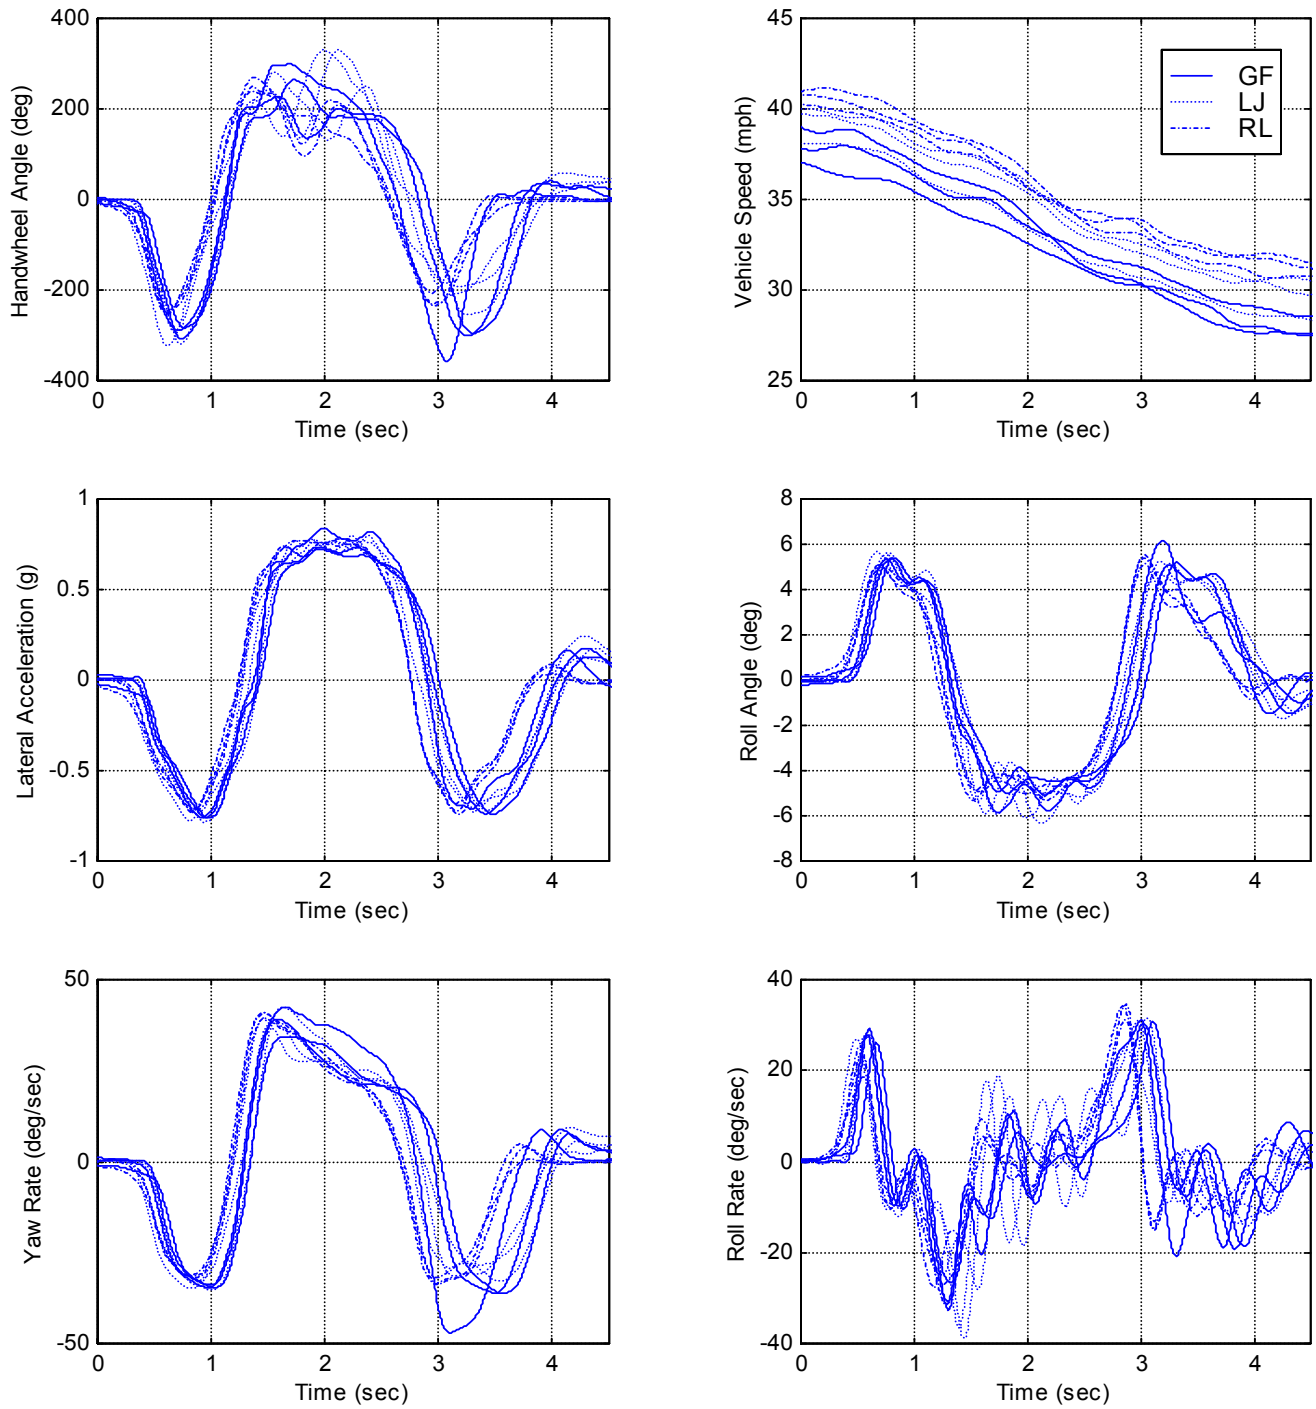 400
200
0
-200
-400
Handwheel Angle (deg)
0 1 2 3 4
Time (sec)
45
40
35
30
25
Vehicle Speed (mph)
GF
LJ
RL
0 1 2 3 4
Time (sec)
1
0.5
0
-0.5
-1
Lateral Acceleration (g)
0 1 2 3 4
Time (sec)
8
6
4
2
0
-2
-4
-6
-8
Roll Angle (deg)
0 1 2 3 4
Time (sec)
50
0
-50
Yaw Rate (deg/sec)
0 1 2 3 4
Time (sec)
40
20
0
-20
-40
Roll Rate (deg/sec)
0 1 2 3 4
Time (sec)